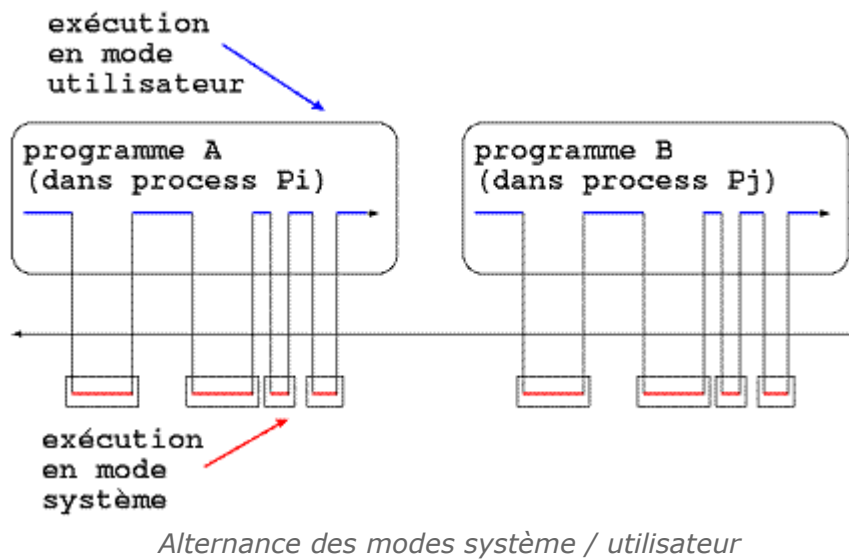 exécution
en mode
utilisateur
programme A
(dans process Pi)
programme B
(dans process Pj)
exécution
en mode
système
Alternance des modes système / utilisateur